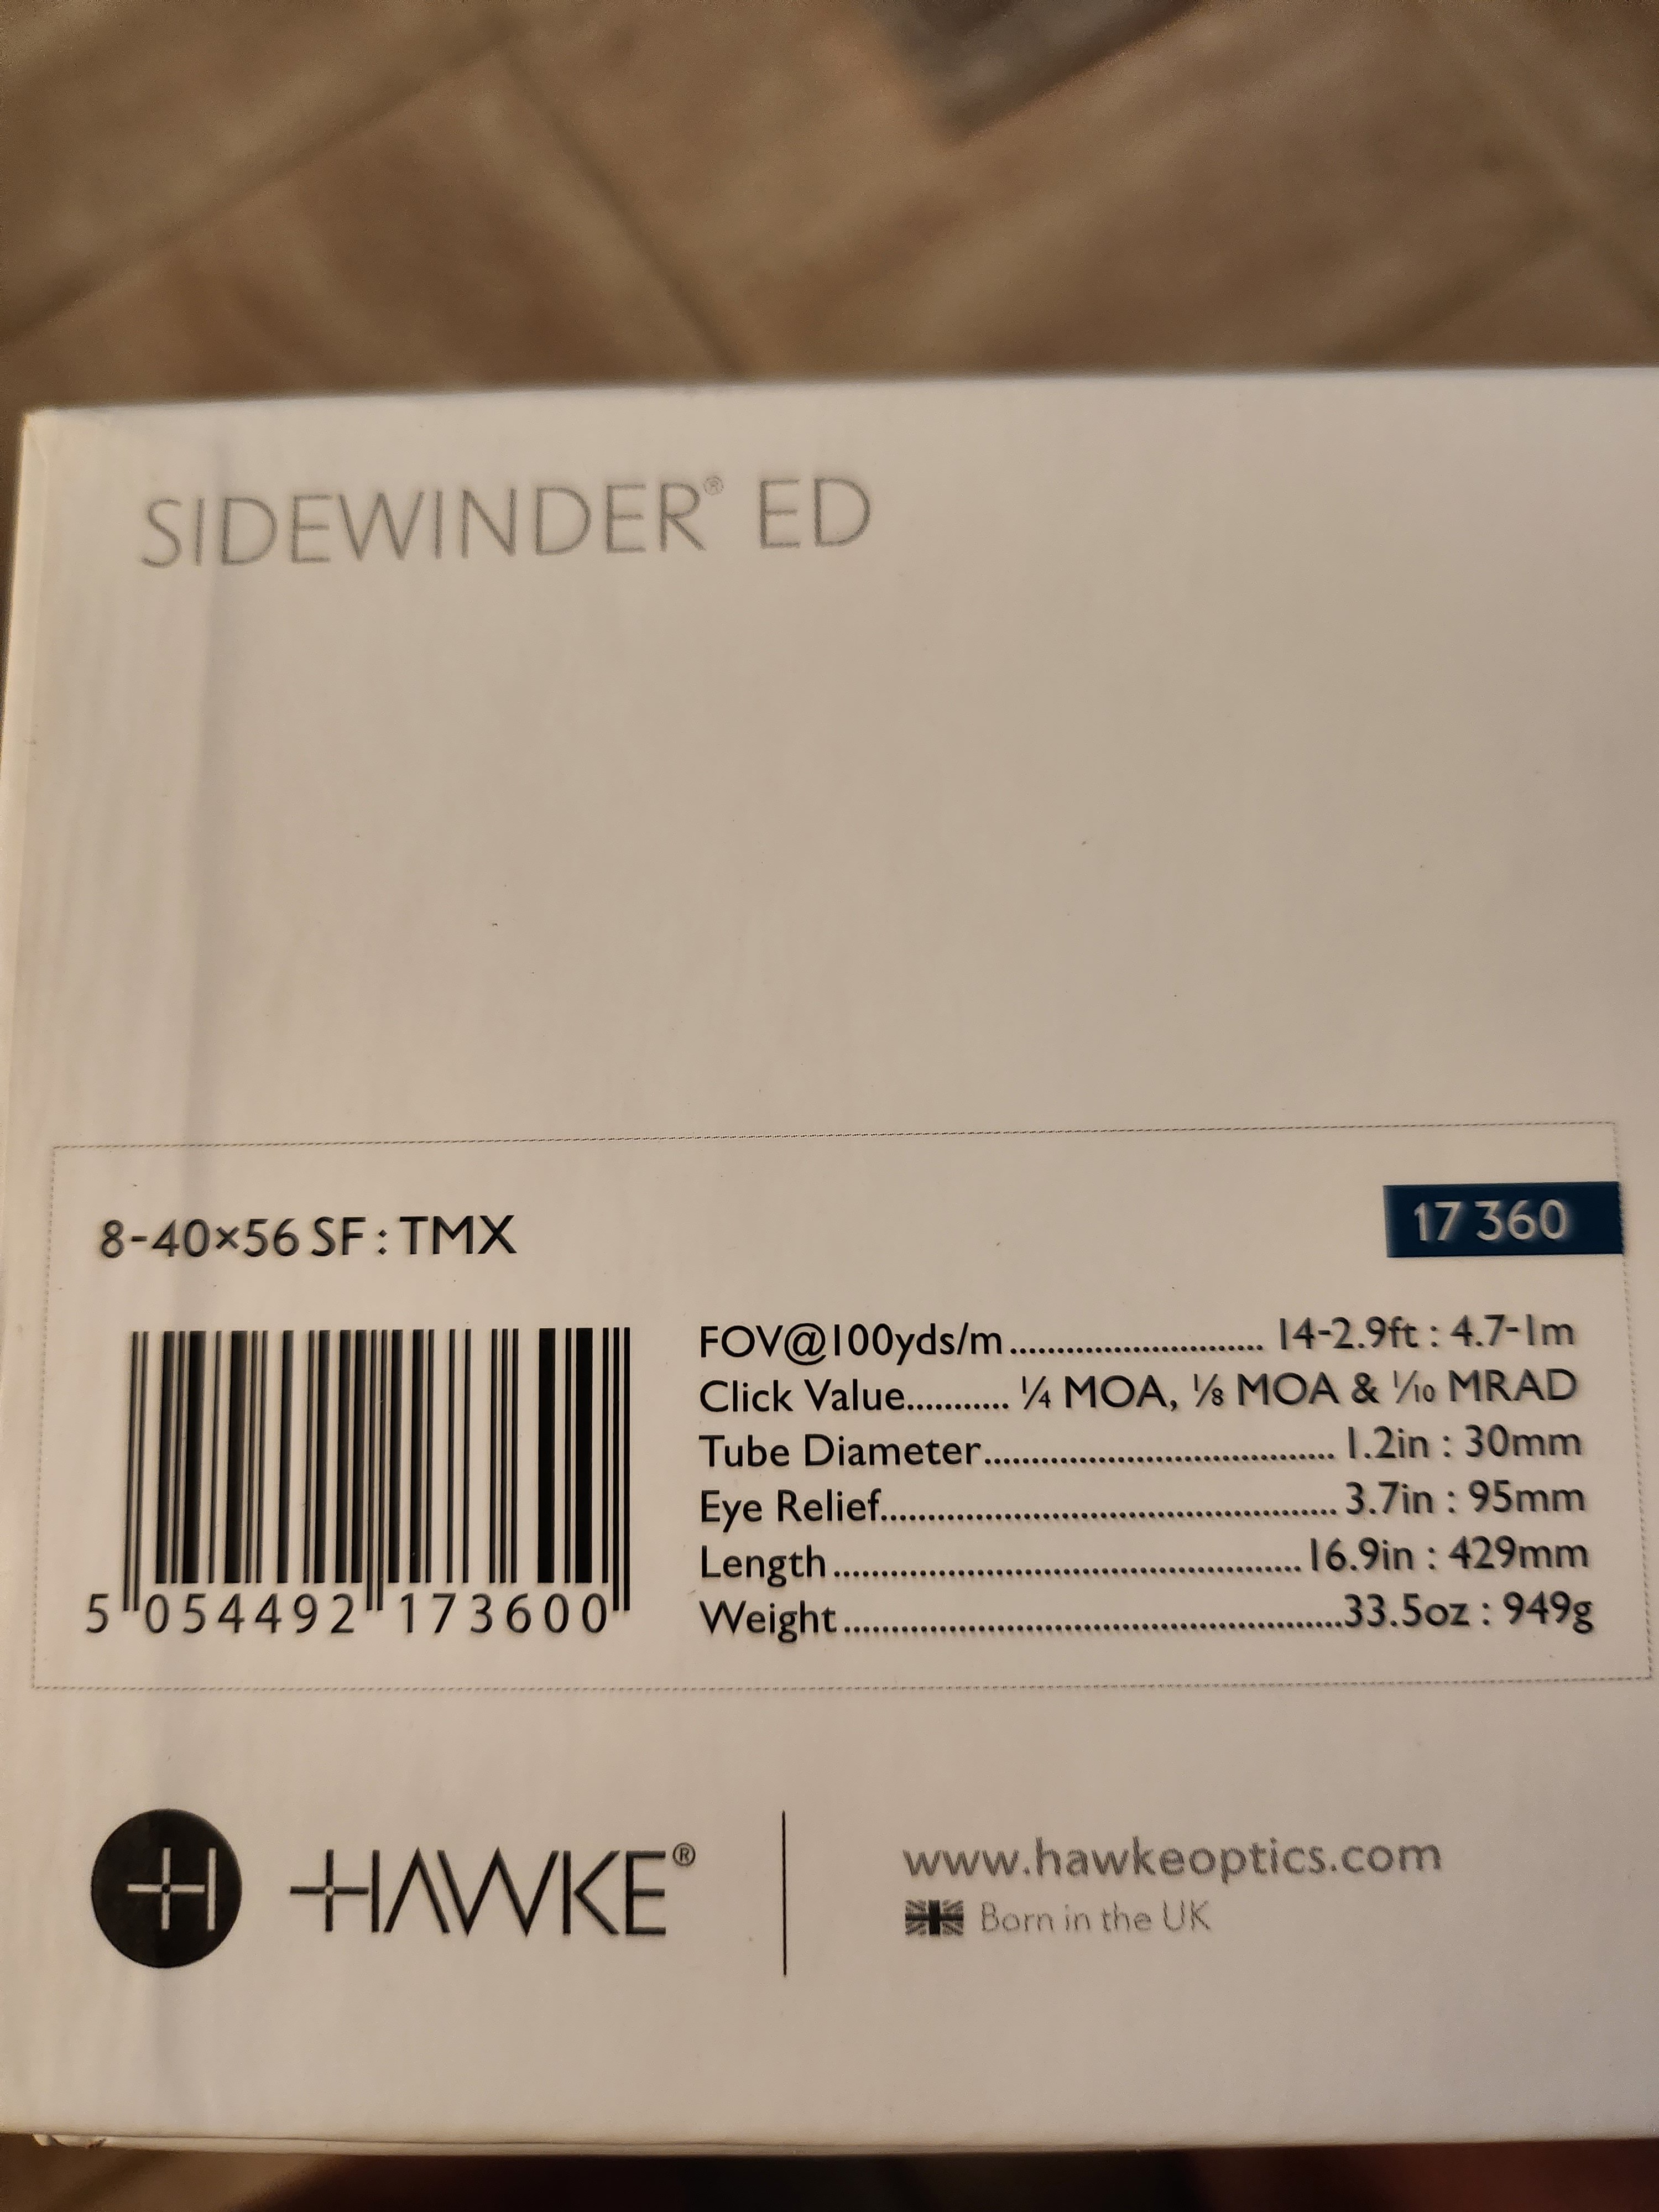 SIDEWINDER® ED
8-40×56 SF : TMX
17 360
FOV@100yds/m........................... 14-2.9ft : 4.7-1m
Click Value........... ¼ MOA, ⅛ MOA & ⅒ MRAD
Tube Diameter..................................... 1.2in : 30mm
Eye Relief................................................ 3.7in : 95mm
Length.................................................. 16.9in : 429mm
Weight.....................................................33.5oz : 949g
5 054492 173600
HAWKE®
www.hawkeoptics.com
Born in the UK